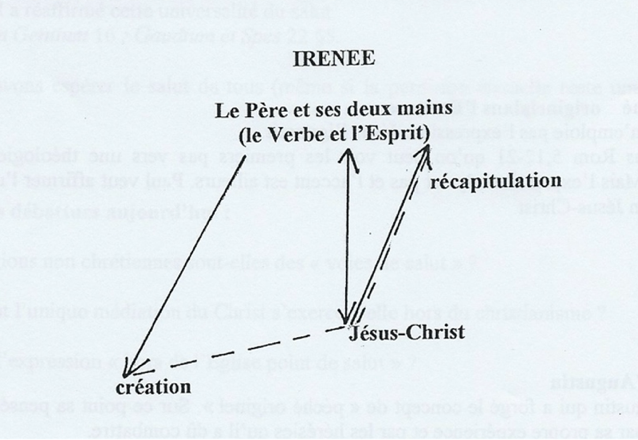 IRENEE
Le Père et ses deux mains
(le Verbe et l'Esprit)
récapitulation
Jésus-Christ
création